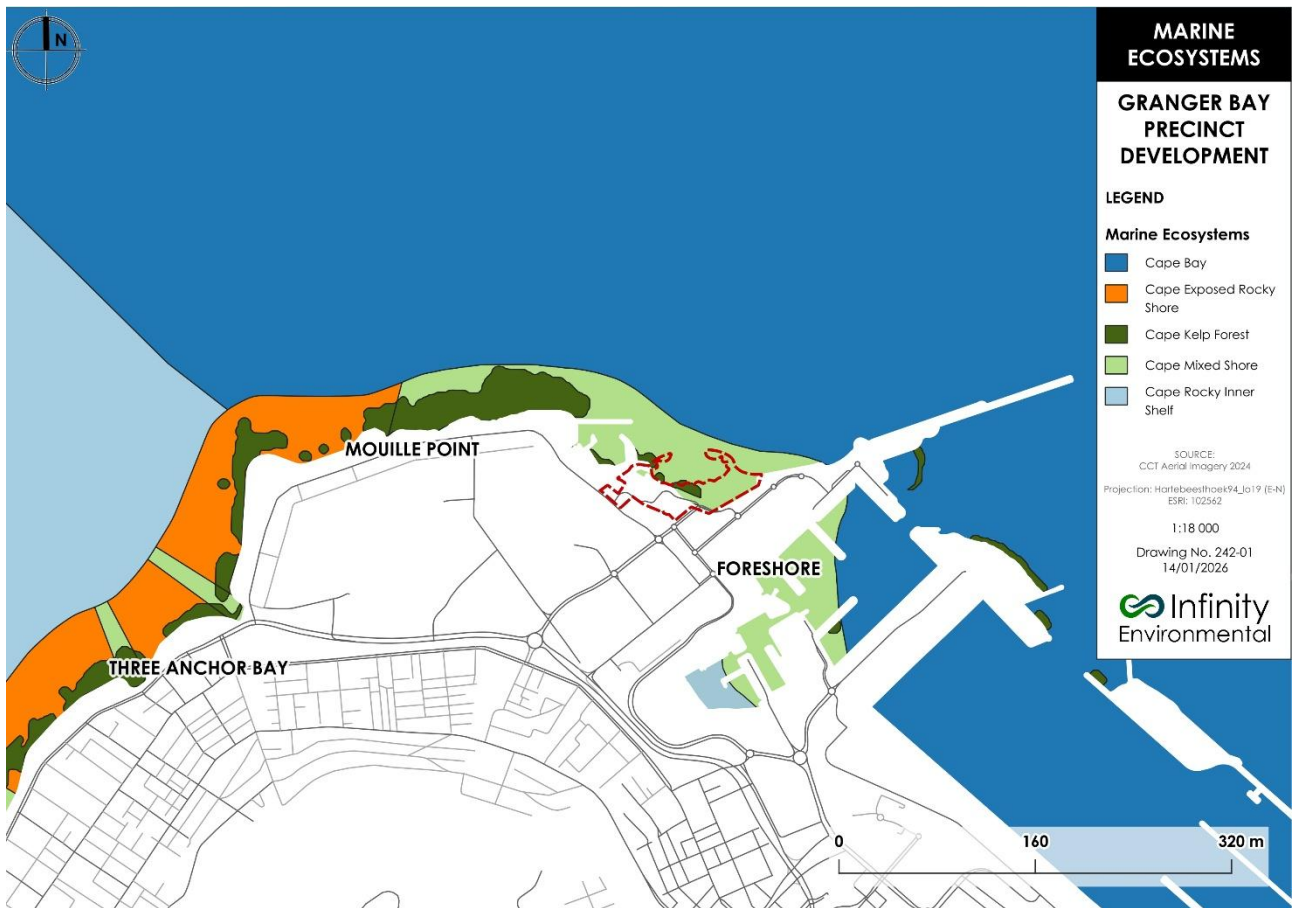 N
MARINE
ECOSYSTEMS
GRANGER BAY
PRECINCT
DEVELOPMENT
LEGEND
Marine Ecosystems
Cape Bay
Cape Exposed Rocky
Shore
Cape Kelp Forest
Cape Mixed Shore
Cape Rocky Inner
Shelf
SOURCE:
CCT Aerial Imagery 2024
Projection: Hartebeesthoek94_lo19 (E-N)
ESRI: 102562
1:18 000
Drawing No. 242-01
14/01/2026
Infinity
Environmental
MOUILLE POINT
FORESHORE
THREE ANCHOR BAY
0 160 320 m